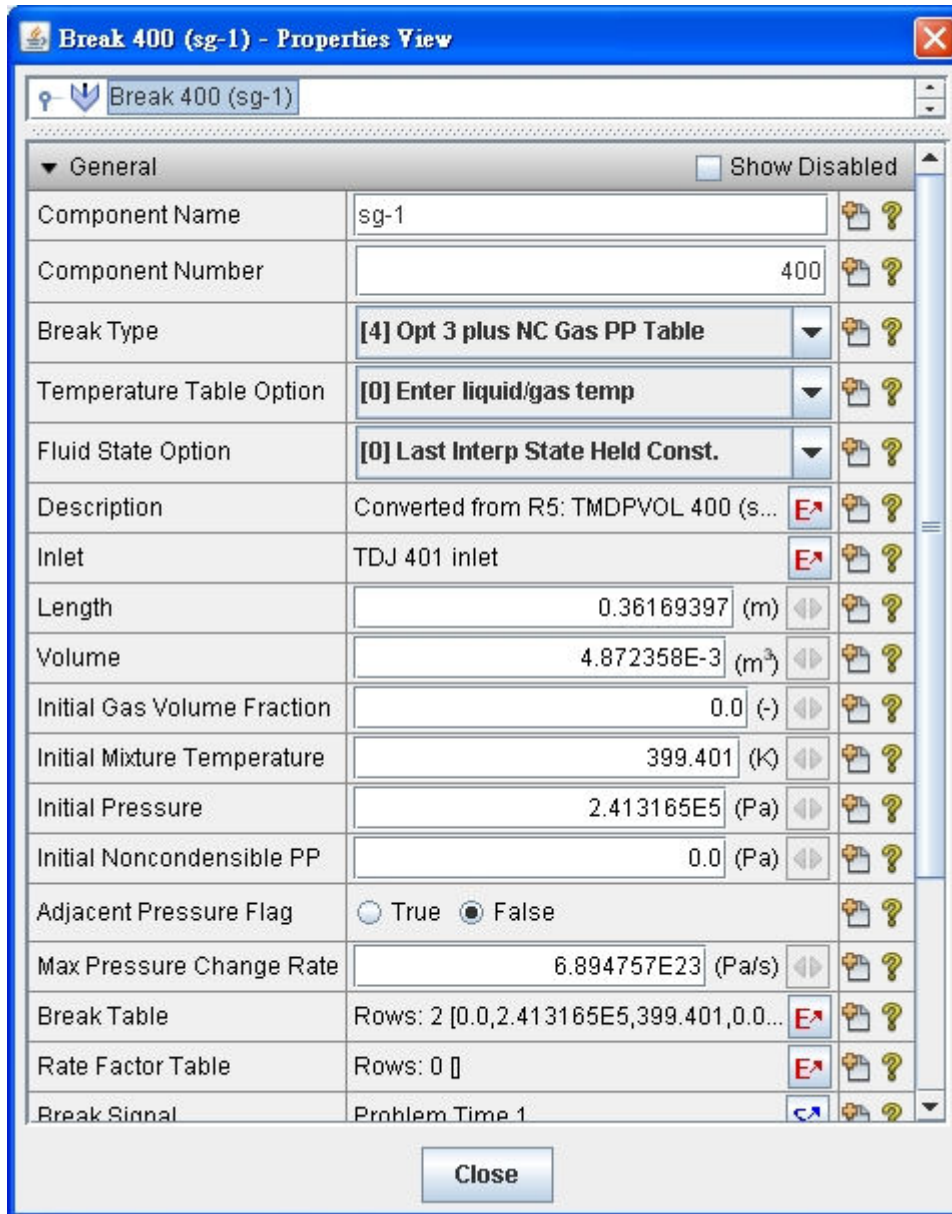 Break 400 (sg-1) - Properties View
Break 400 (sg-1)
General Show Disabled
Component Name sg-1
Component Number 400
Break Type [4] Opt 3 plus NC Gas PP Table
Temperature Table Option [0] Enter liquid/gas temp
Fluid State Option [0] Last Interp State Held Const.
Description Converted from R5: TMDPVOL 400 (s... E
Inlet TDJ 401 inlet E
Length 0.36169397 (m)
Volume 4.872358E-3 (m³)
Initial Gas Volume Fraction 0.0 (-)
Initial Mixture Temperature 399.401 (K)
Initial Pressure 2.413165E5 (Pa)
Initial Noncondensible PP 0.0 (Pa)
Adjacent Pressure Flag True False
Max Pressure Change Rate 6.894757E23 (Pa/s)
Break Table Rows: 2 [0.0,2.413165E5,399.401,0.0... E
Rate Factor Table Rows: 0 [] E
Break Signal Problem Time 1 S
Close